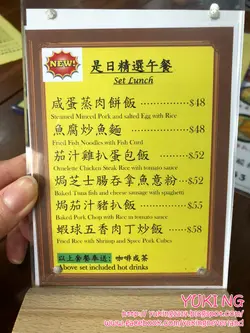 NEW!
是日精選午餐
Set Lunch
咸蛋蒸肉餅飯 $48
Steamed Minced Pork and salted Egg with Rice
魚腐炒魚麵 $48
Fried Fish Noodles with Fish Curd
茄汁雞扒蛋包飯 $52
Omelette Chicken Steak Rice with tomato sauce
焗芝士腸吞拿魚意粉 $52
Baked Tuna fish and cheese sausage with spaghetti
焗茄汁豬扒飯 $55
Baked Pork Chop with Rice in tomato sauce
蝦球五香肉丁炒飯 $58
Fried Rice with Shrimp and Spice Pork Cubes
以上套餐奉送: 咖啡或茶
Above set included hot drinks
YOKI NG